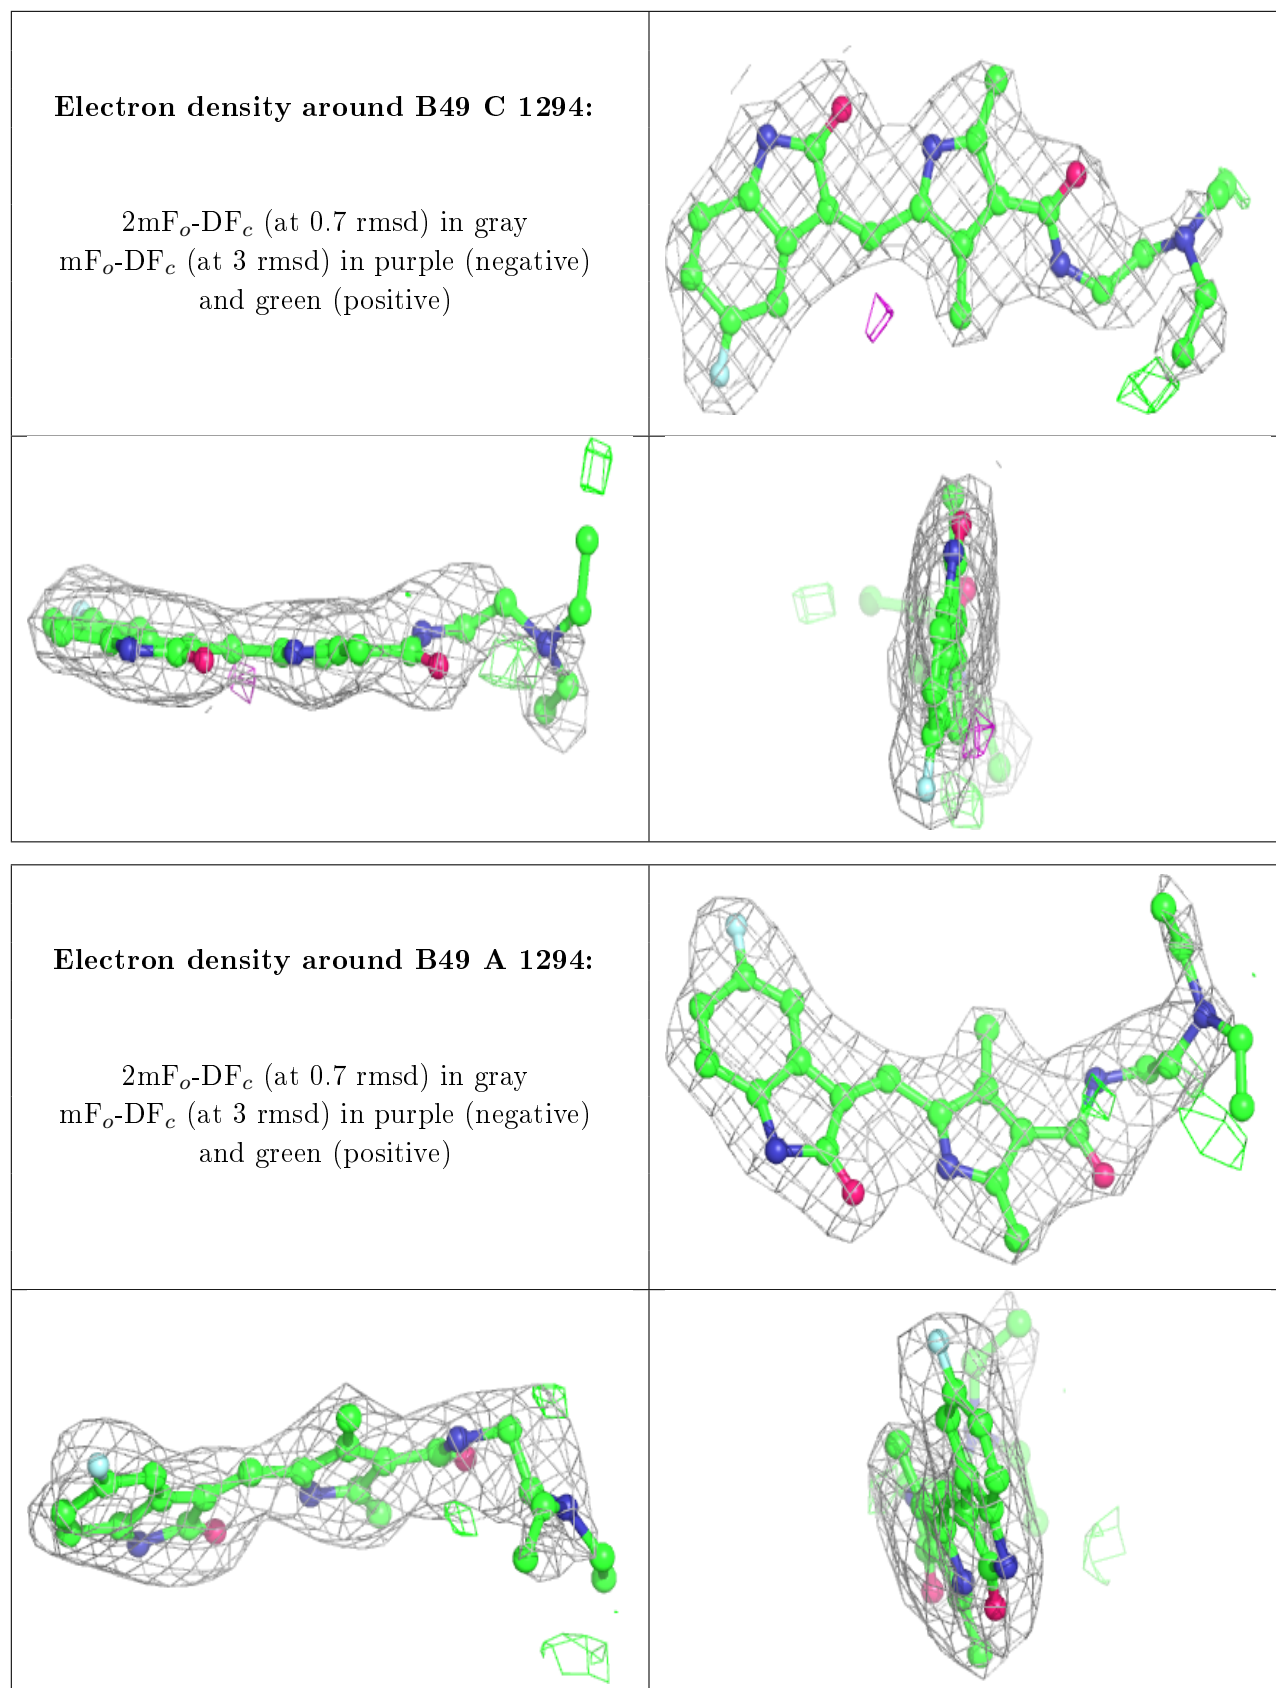 Electron density around B49 C 1294:
2mFo-DFc (at 0.7 rmsd) in gray
mFo-DFc (at 3 rmsd) in purple (negative)
and green (positive)
Electron density around B49 A 1294:
2mFo-DFc (at 0.7 rmsd) in gray
mFo-DFc (at 3 rmsd) in purple (negative)
and green (positive)